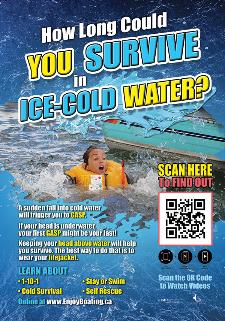 How Long Could
YOU SURVIVE
in
ICE-COLD WATER?
SCAN HERE
To FIND OUT
A sudden fall into cold water
will trigger you to GASP.
If your head is underwater
your first GASP might be your last!
Keeping your head above water will help
you survive. The best way to do that is to
wear your lifejacket.
LEARN ABOUT
• 1-10-1
• Cold Survival
• Stay or Swim
• Self Rescue
Online at www.EnjoyBoating.ca
Scan the QR Code
to Watch Videos